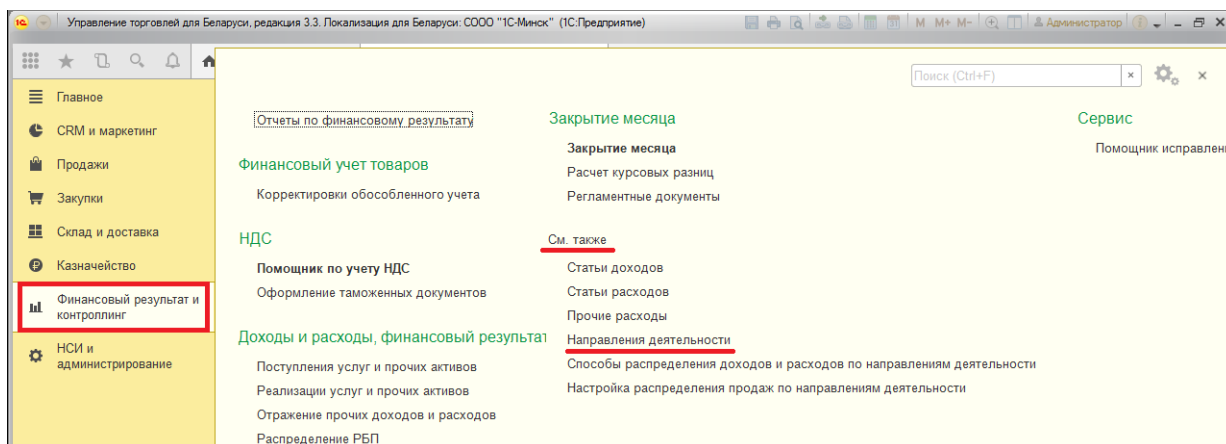 1С Управление торговлей для Беларуси, редакция 3.3. Локализация для Беларуси: СООО "1С-Минск" (1С:Предприятие) M M+ M- Администратор
Поиск (Ctrl+F) ×
Главное
CRM и маркетинг
Продажи
Закупки
Склад и доставка
Казначейство
Финансовый результат и
контроллинг
НСИ и
администрирование
Отчеты по финансовому результату
Финансовый учет товаров
Корректировки обособленного учета
НДС
Помощник по учету НДС
Оформление таможенных документов
Доходы и расходы, финансовый результат
Поступления услуг и прочих активов
Реализации услуг и прочих активов
Отражение прочих доходов и расходов
Распределение РБП
Закрытие месяца
Закрытие месяца
Расчет курсовых разниц
Регламентные документы
См. также
Статьи доходов
Статьи расходов
Прочие расходы
Направления деятельности
Способы распределения доходов и расходов по направлениям деятельности
Настройка распределения продаж по направлениям деятельности
Сервис
Помощник исправлен